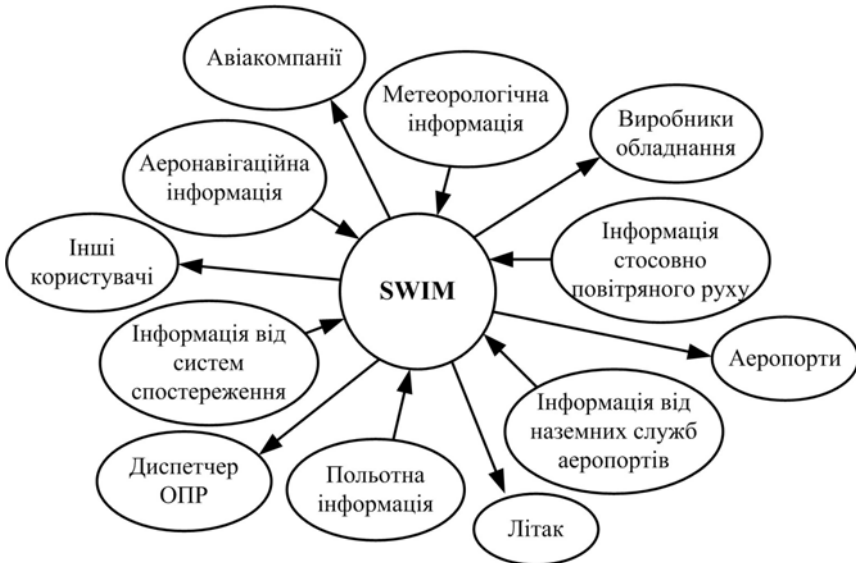 Авіакомпанії
Метеорологічна
інформація
Виробники
обладнання
Аеронавігаційна
інформація
Інші
користувачі
SWIM
Інформація
стосовно
повітряного руху
Інформація від
систем
спостереження
Аеропорти
Інформація від
наземних служб
аеропортів
Диспетчер
ОПР
Польотна
інформація
Літак